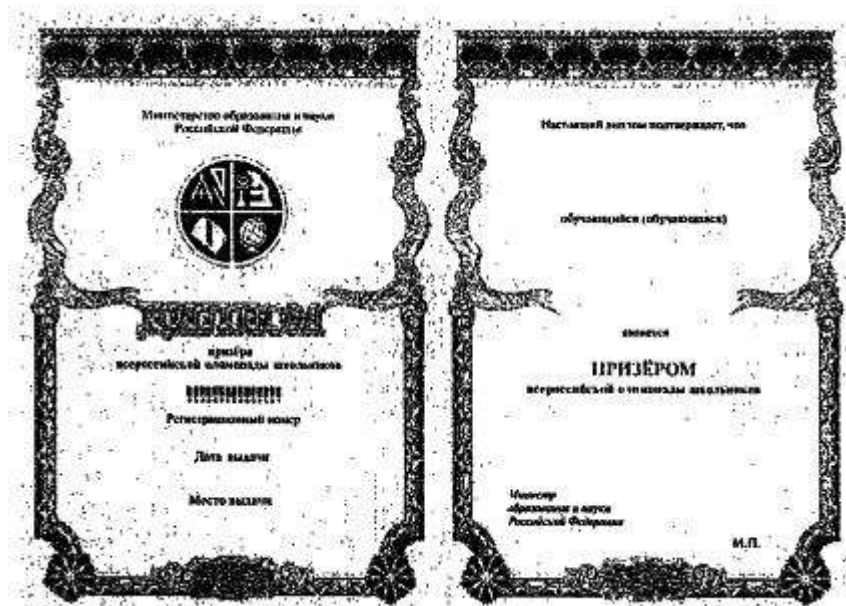 Министерство образования и науки
Российской Федерации
призёра
всероссийской олимпиады школьников
Регистрационный номер
Дата выдачи
Место выдачи
Настоящий диплом подтверждает, что
обучающийся (обучающаяся)
является
ПРИЗЁРОМ
всероссийской олимпиады школьников
Министр
образования и науки
Российской Федерации
М.П.